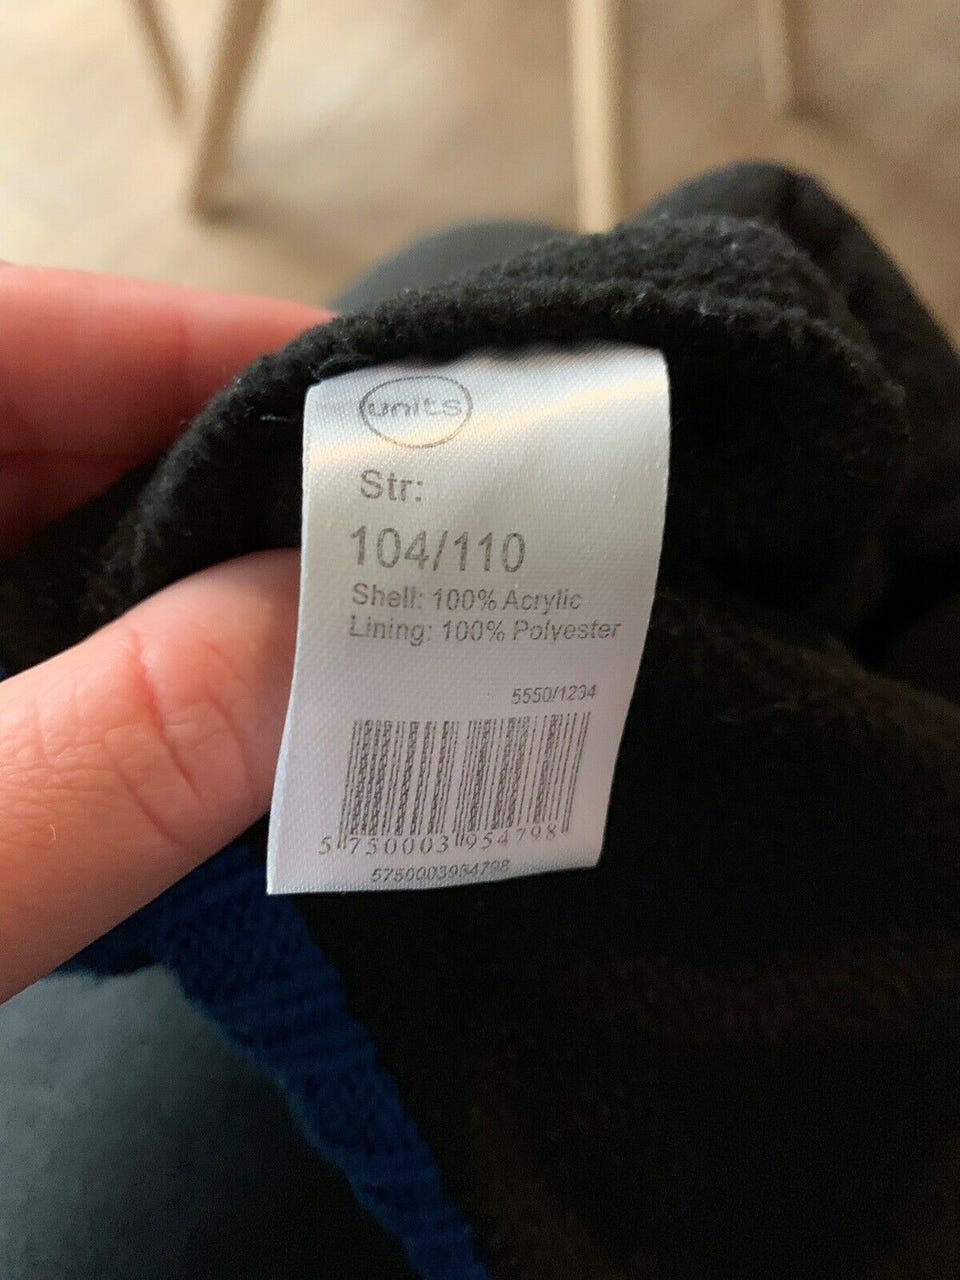 units
Str:
104/110
Shell: 100% Acrylic
Lining: 100% Polyester
5550/1234
5 750003 954798
5750003954798